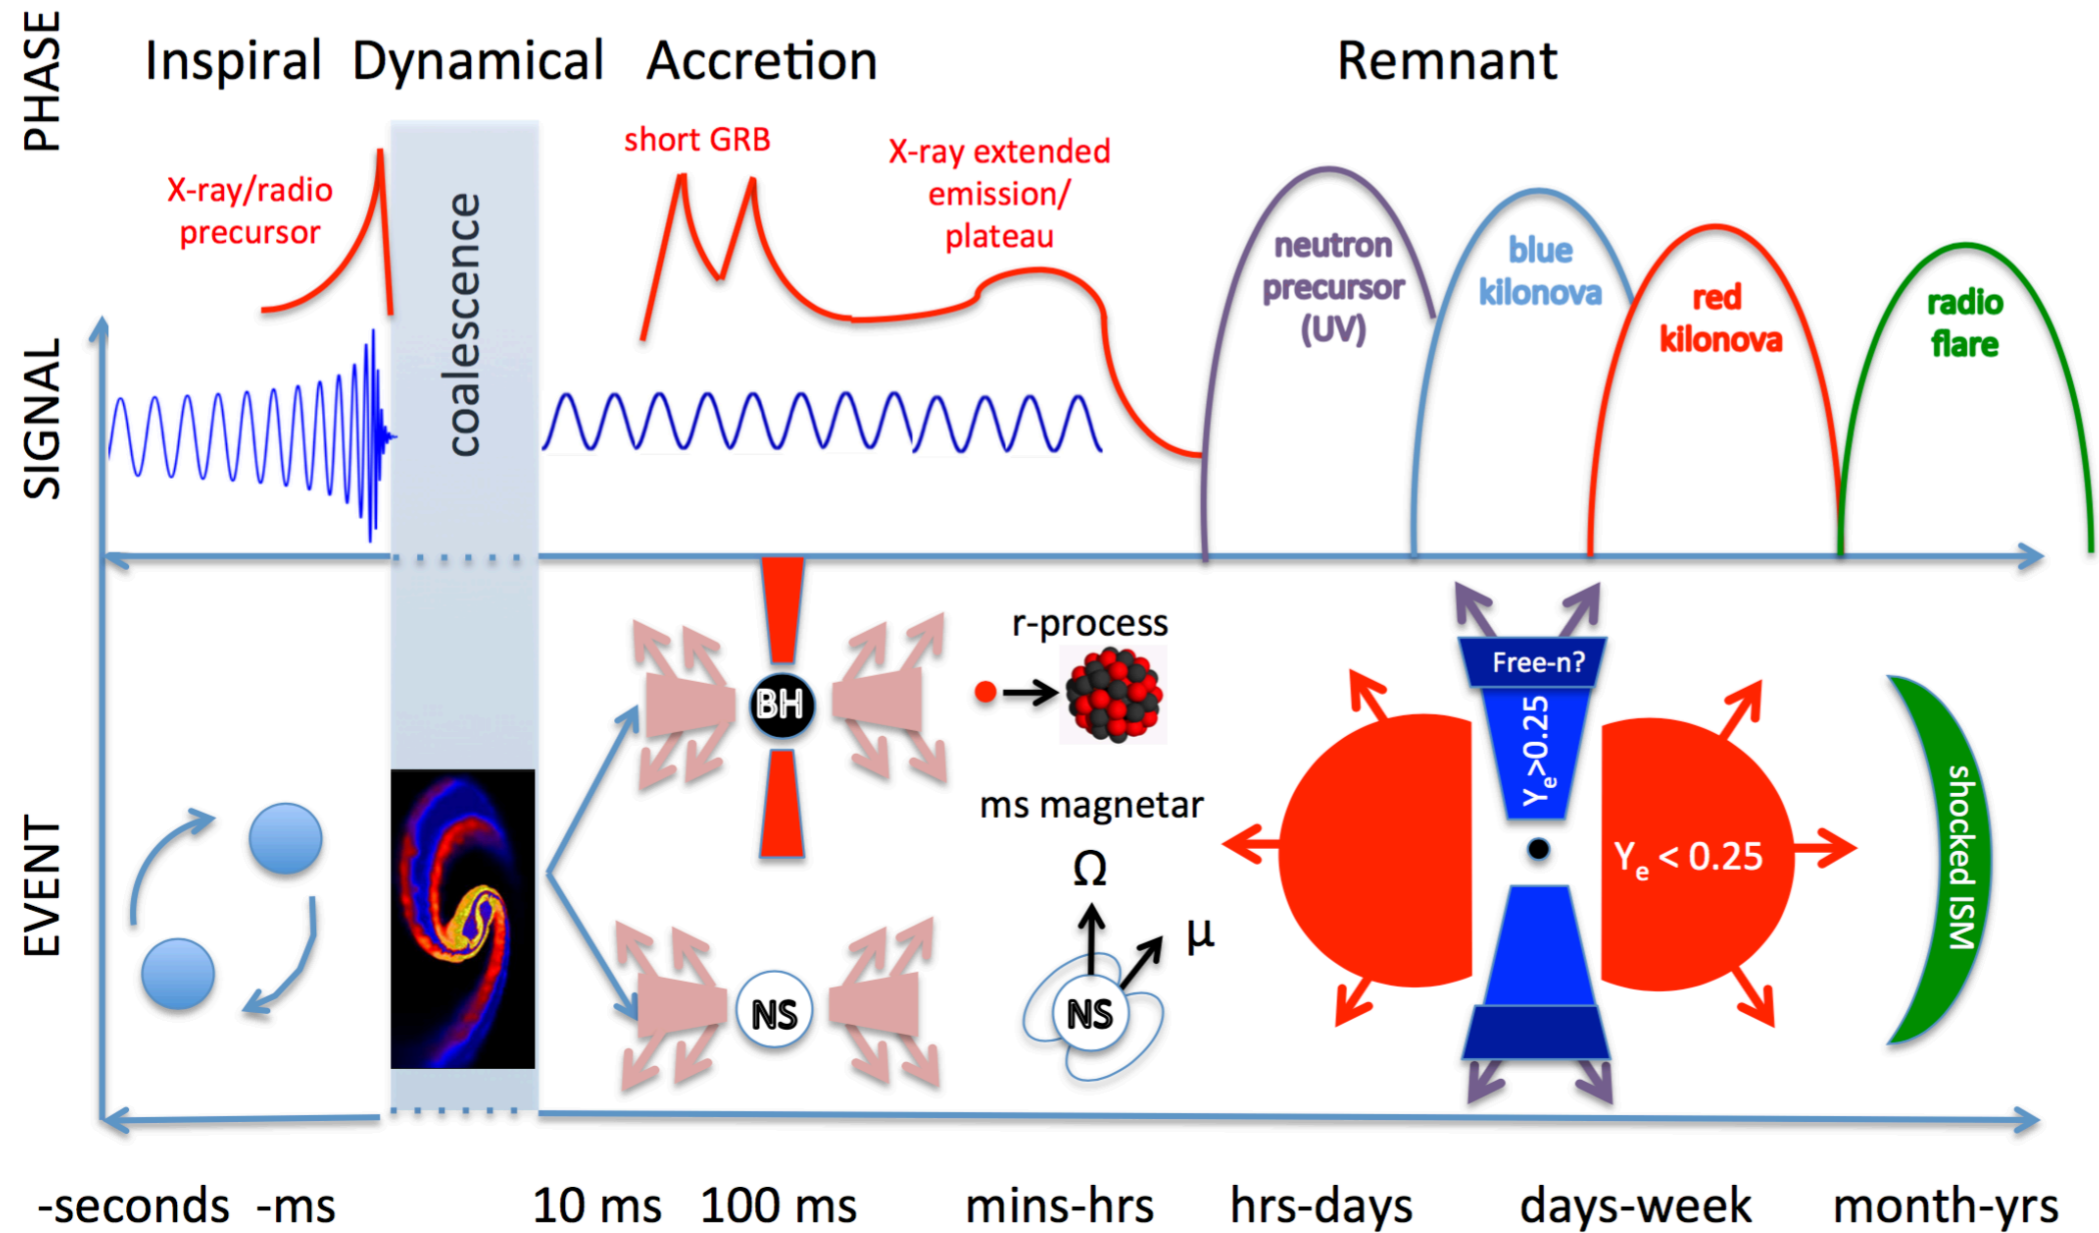 PHASE
Inspiral
Dynamical
Accretion
Remnant
SIGNAL
X-ray/radio
precursor
coalescence
short GRB
X-ray extended
emission/
plateau
neutron
precursor
(UV)
blue
kilonova
red
kilonova
radio
flare
EVENT
BH
NS
r-process
ms magnetar
Ω
μ
NS
Free-n?
Ye>0.25
Ye < 0.25
shocked ISM
-seconds
-ms
10 ms
100 ms
mins-hrs
hrs-days
days-week
month-yrs